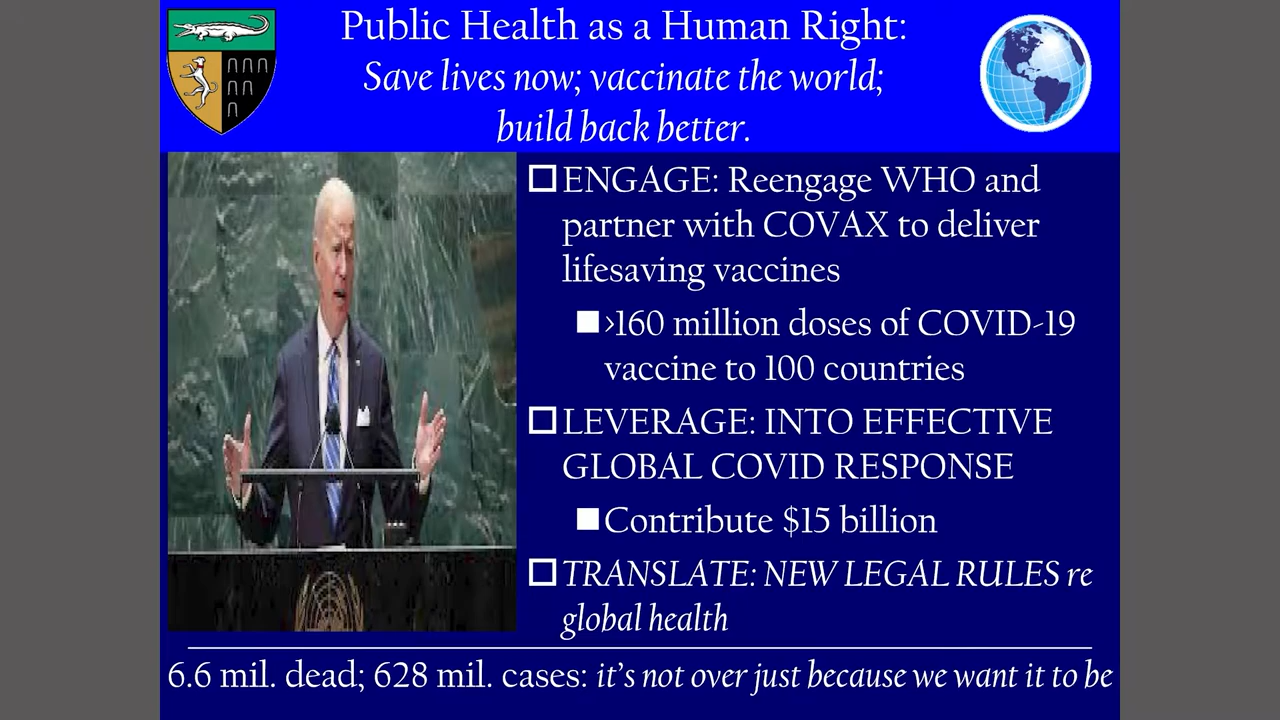 Public Health as a Human Right:
Save lives now; vaccinate the world;
build back better.
ENGAGE: Reengage WHO and
partner with COVAX to deliver
lifesaving vaccines
>160 million doses of COVID-19
vaccine to 100 countries
LEVERAGE: INTO EFFECTIVE
GLOBAL COVID RESPONSE
Contribute $15 billion
TRANSLATE: NEW LEGAL RULES re
global health
6.6 mil. dead; 628 mil. cases: it's not over just because we want it to be